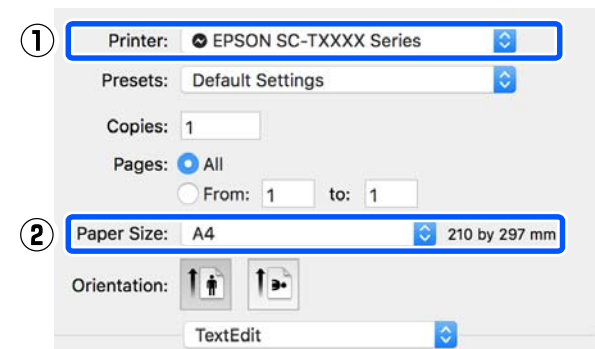 ① Printer: EPSON SC-TXXXX Series
Presets: Default Settings
Copies: 1
Pages: All
From: 1 to: 1
② Paper Size: A4 210 by 297 mm
Orientation:
TextEdit